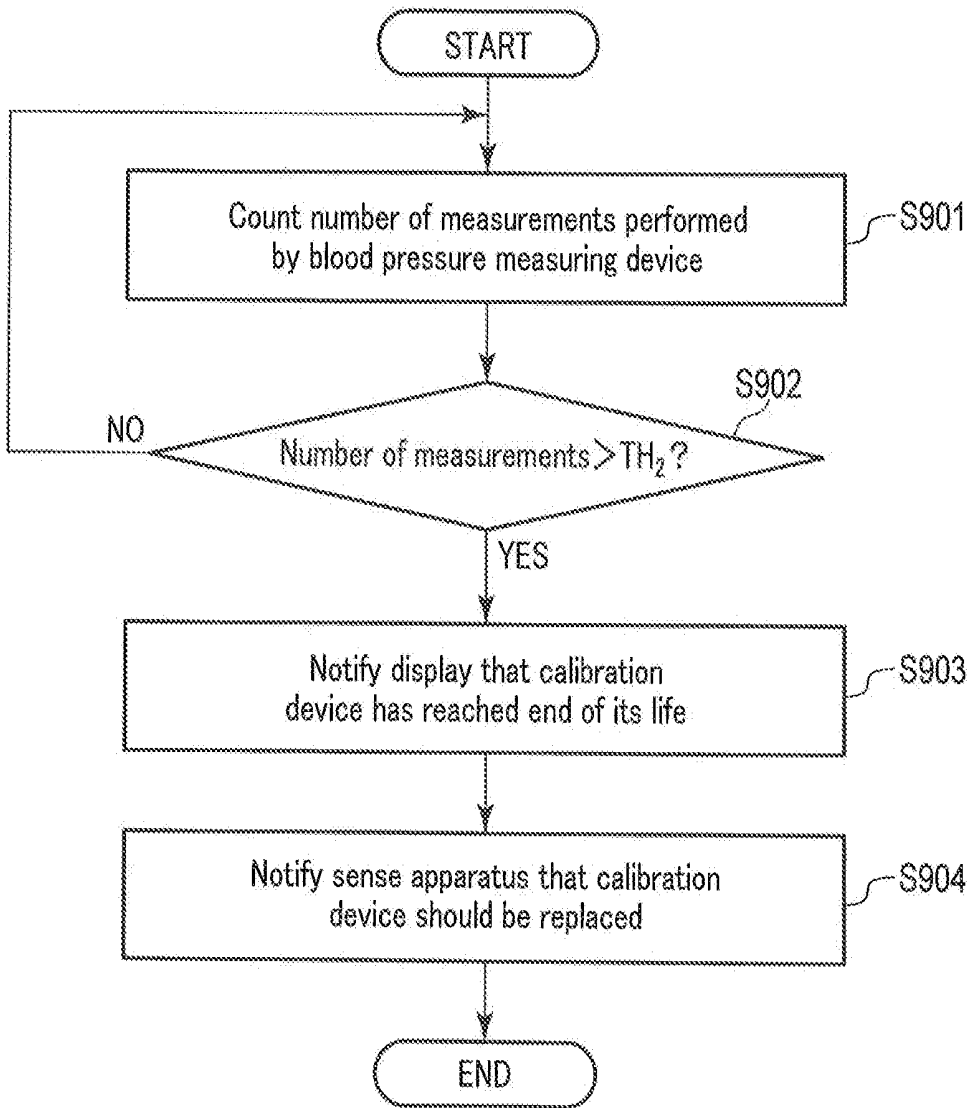 START
Count number of measurements performed
by blood pressure measuring device
S901
S902
NO
Number of measurements＞TH₂?
YES
Notify display that calibration
device has reached end of its life
S903
Notify sense apparatus that calibration
device should be replaced
S904
END